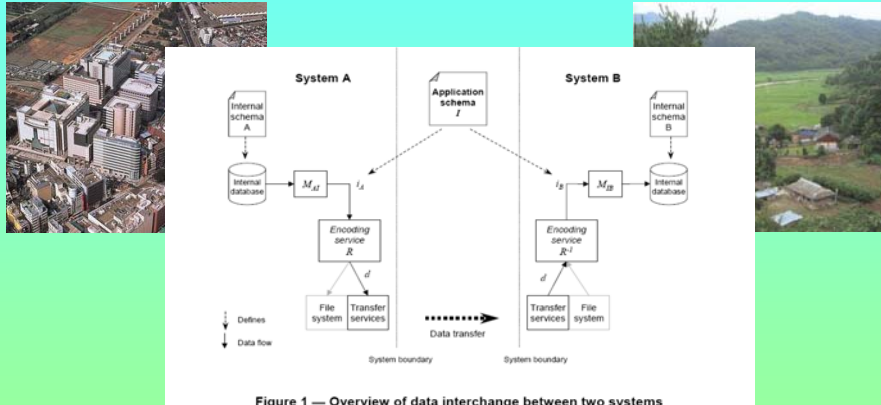 System A
System B
Application
schema
I
Internal
schema
A
Internal
schema
B
Internal
database
M_AI
i_A
i_B
M_IB
Internal
database
Encoding
service
R
Encoding
service
R⁻¹
d
d
File
system
Transfer
services
Transfer
services
File
system
Defines
Data flow
Data transfer
System boundary
System boundary
Figure 1 — Overview of data interchange between two systems